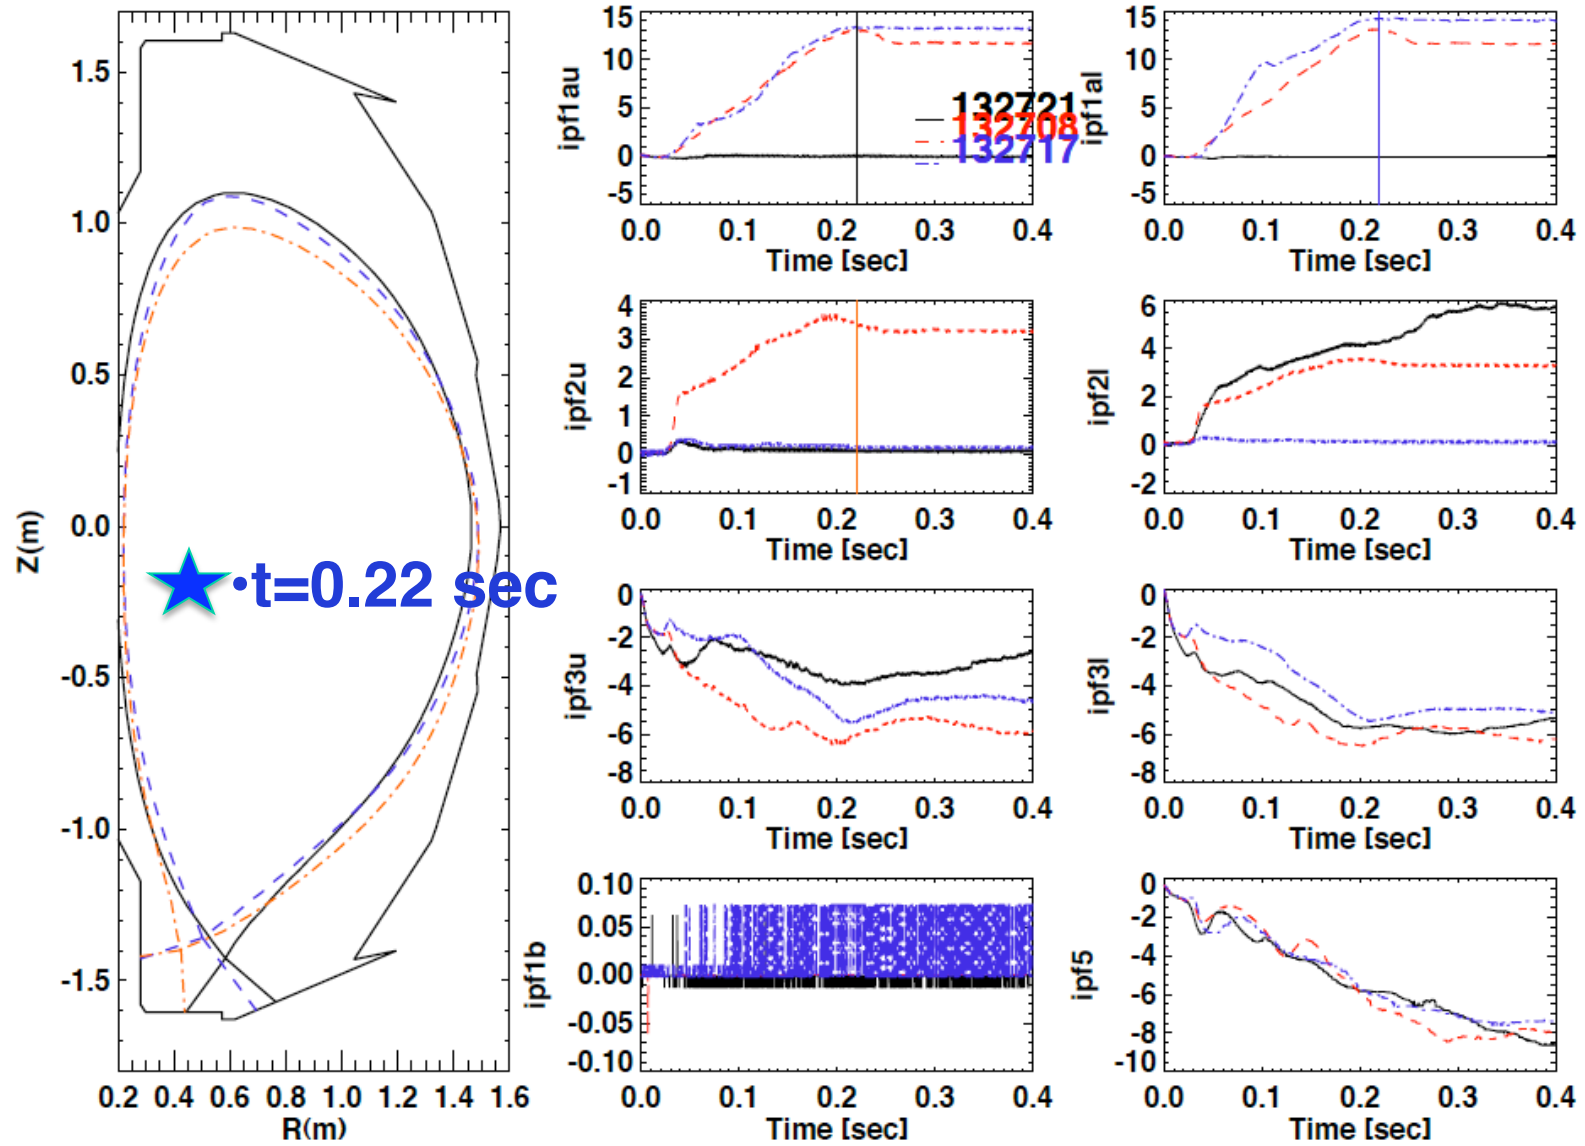 1.5
1.0
0.5
0.0
-0.5
-1.0
-1.5
Z(m)
0.2 0.4 0.6 0.8 1.0 1.2 1.4 1.6
R(m)
•t=0.22 sec
15
10
5
0
-5
ipf1au
0.0 0.1 0.2 0.3 0.4
Time [sec]
132721
132708
132717
15
10
5
0
-5
ipf1al
0.0 0.1 0.2 0.3 0.4
Time [sec]
4
3
2
1
0
-1
ipf2u
0.0 0.1 0.2 0.3 0.4
Time [sec]
6
4
2
0
-2
ipf2l
0.0 0.1 0.2 0.3 0.4
Time [sec]
0
-2
-4
-6
-8
ipf3u
0.0 0.1 0.2 0.3 0.4
Time [sec]
0
-2
-4
-6
-8
ipf3l
0.0 0.1 0.2 0.3 0.4
Time [sec]
0.10
0.05
0.00
-0.05
-0.10
ipf1b
0.0 0.1 0.2 0.3 0.4
Time [sec]
0
-2
-4
-6
-8
-10
ipf5
0.0 0.1 0.2 0.3 0.4
Time [sec]